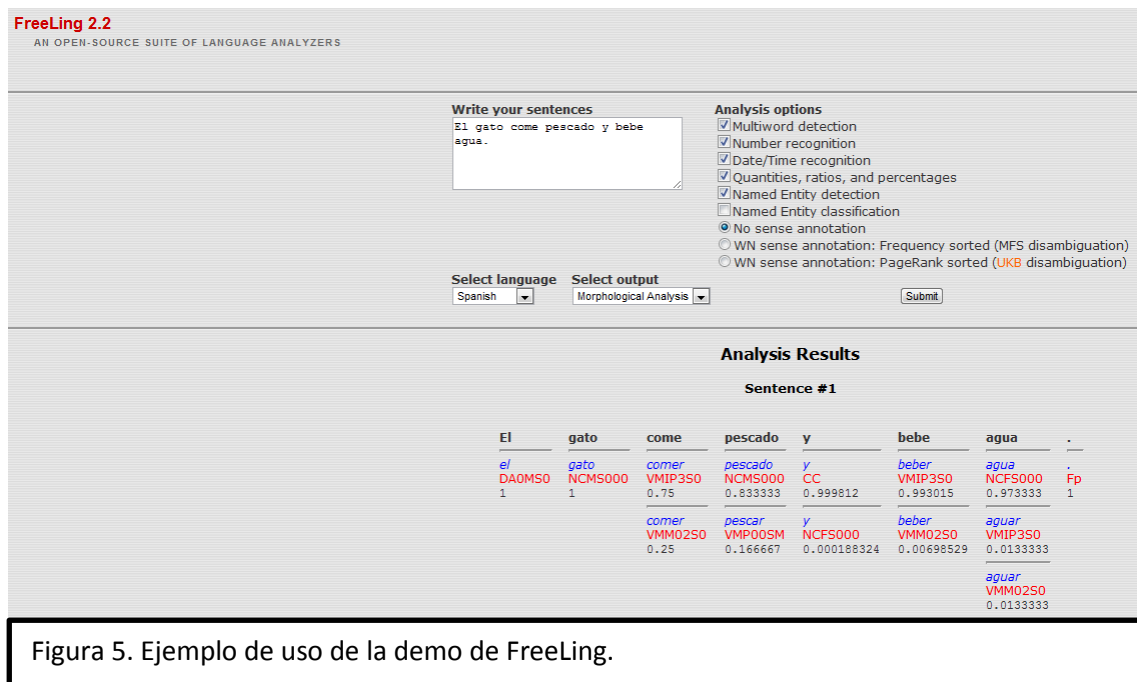 FreeLing 2.2
AN OPEN-SOURCE SUITE OF LANGUAGE ANALYZERS
Write your sentences
El gato come pescado y bebe
agua.
Analysis options
Multiword detection
Number recognition
Date/Time recognition
Quantities, ratios, and percentages
Named Entity detection
Named Entity classification
No sense annotation
WN sense annotation: Frequency sorted (MFS disambiguation)
WN sense annotation: PageRank sorted (UKB disambiguation)
Select language Select output
Spanish Morphological Analysis Submit
Analysis Results
Sentence #1
El gato come pescado y bebe agua .
el gato comer pescado y beber agua .
DA0MS0 NCMS000 VMIP3S0 NCMS000 CC VMIP3S0 NCFS000 Fp
1 1 0.75 0.833333 0.999812 0.993015 0.973333 1
comer pescar y beber aguar
VMM02S0 VMP00SM NCFS000 VMM02S0 VMIP3S0
0.25 0.166667 0.000188324 0.00698529 0.0133333
aguar
VMM02S0
0.0133333
Figura 5. Ejemplo de uso de la demo de FreeLing.